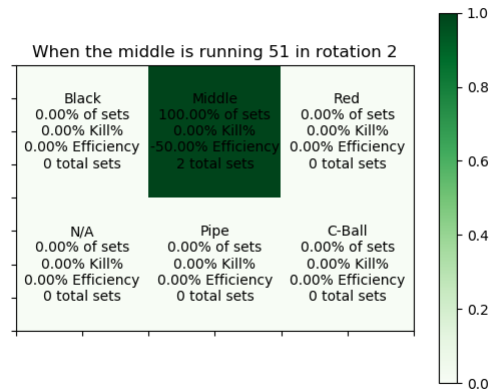 When the middle is running 51 in rotation 2
Black
0.00% of sets
0.00% Kill%
0.00% Efficiency
0 total sets
Middle
100.00% of sets
0.00% Kill%
-50.00% Efficiency
2 total sets
Red
0.00% of sets
0.00% Kill%
0.00% Efficiency
0 total sets
N/A
0.00% of sets
0.00% Kill%
0.00% Efficiency
0 total sets
Pipe
0.00% of sets
0.00% Kill%
0.00% Efficiency
0 total sets
C-Ball
0.00% of sets
0.00% Kill%
0.00% Efficiency
0 total sets
1.0
0.8
0.6
0.4
0.2
0.0